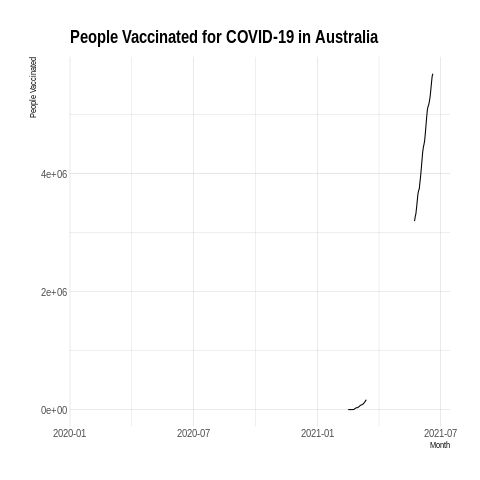 People Vaccinated for COVID-19 in Australia
People Vaccinated
4e+06
2e+06
0e+00
2020-01
2020-07
2021-01
2021-07
Month